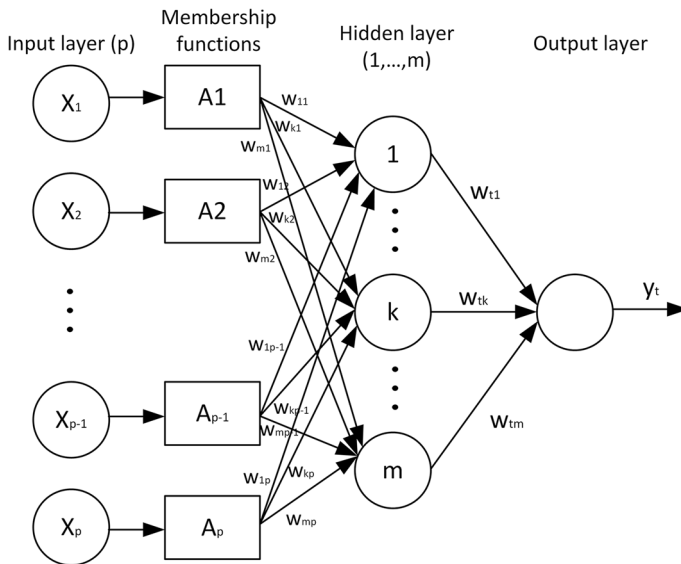 Input layer (p)
Membership
functions
Hidden layer
(1,...,m)
Output layer
X1
A1
w11
wk1
wm1
1
X2
A2
w12
wk2
wm2
wt1
k
wtk
yt
Xp-1
Ap-1
w1p-1
wkp-1
wmp-1
wtm
m
Xp
Ap
w1p
wkp
wmp